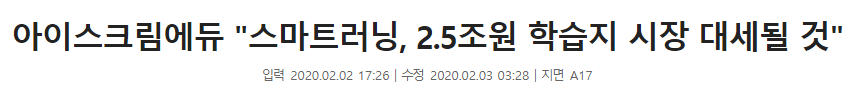 아이스크림에듀 "스마트러닝, 2.5조원 학습지 시장 대세될 것"
입력 2020.02.02 17:26 | 수정 2020.02.03 03:28 | 지면 A17